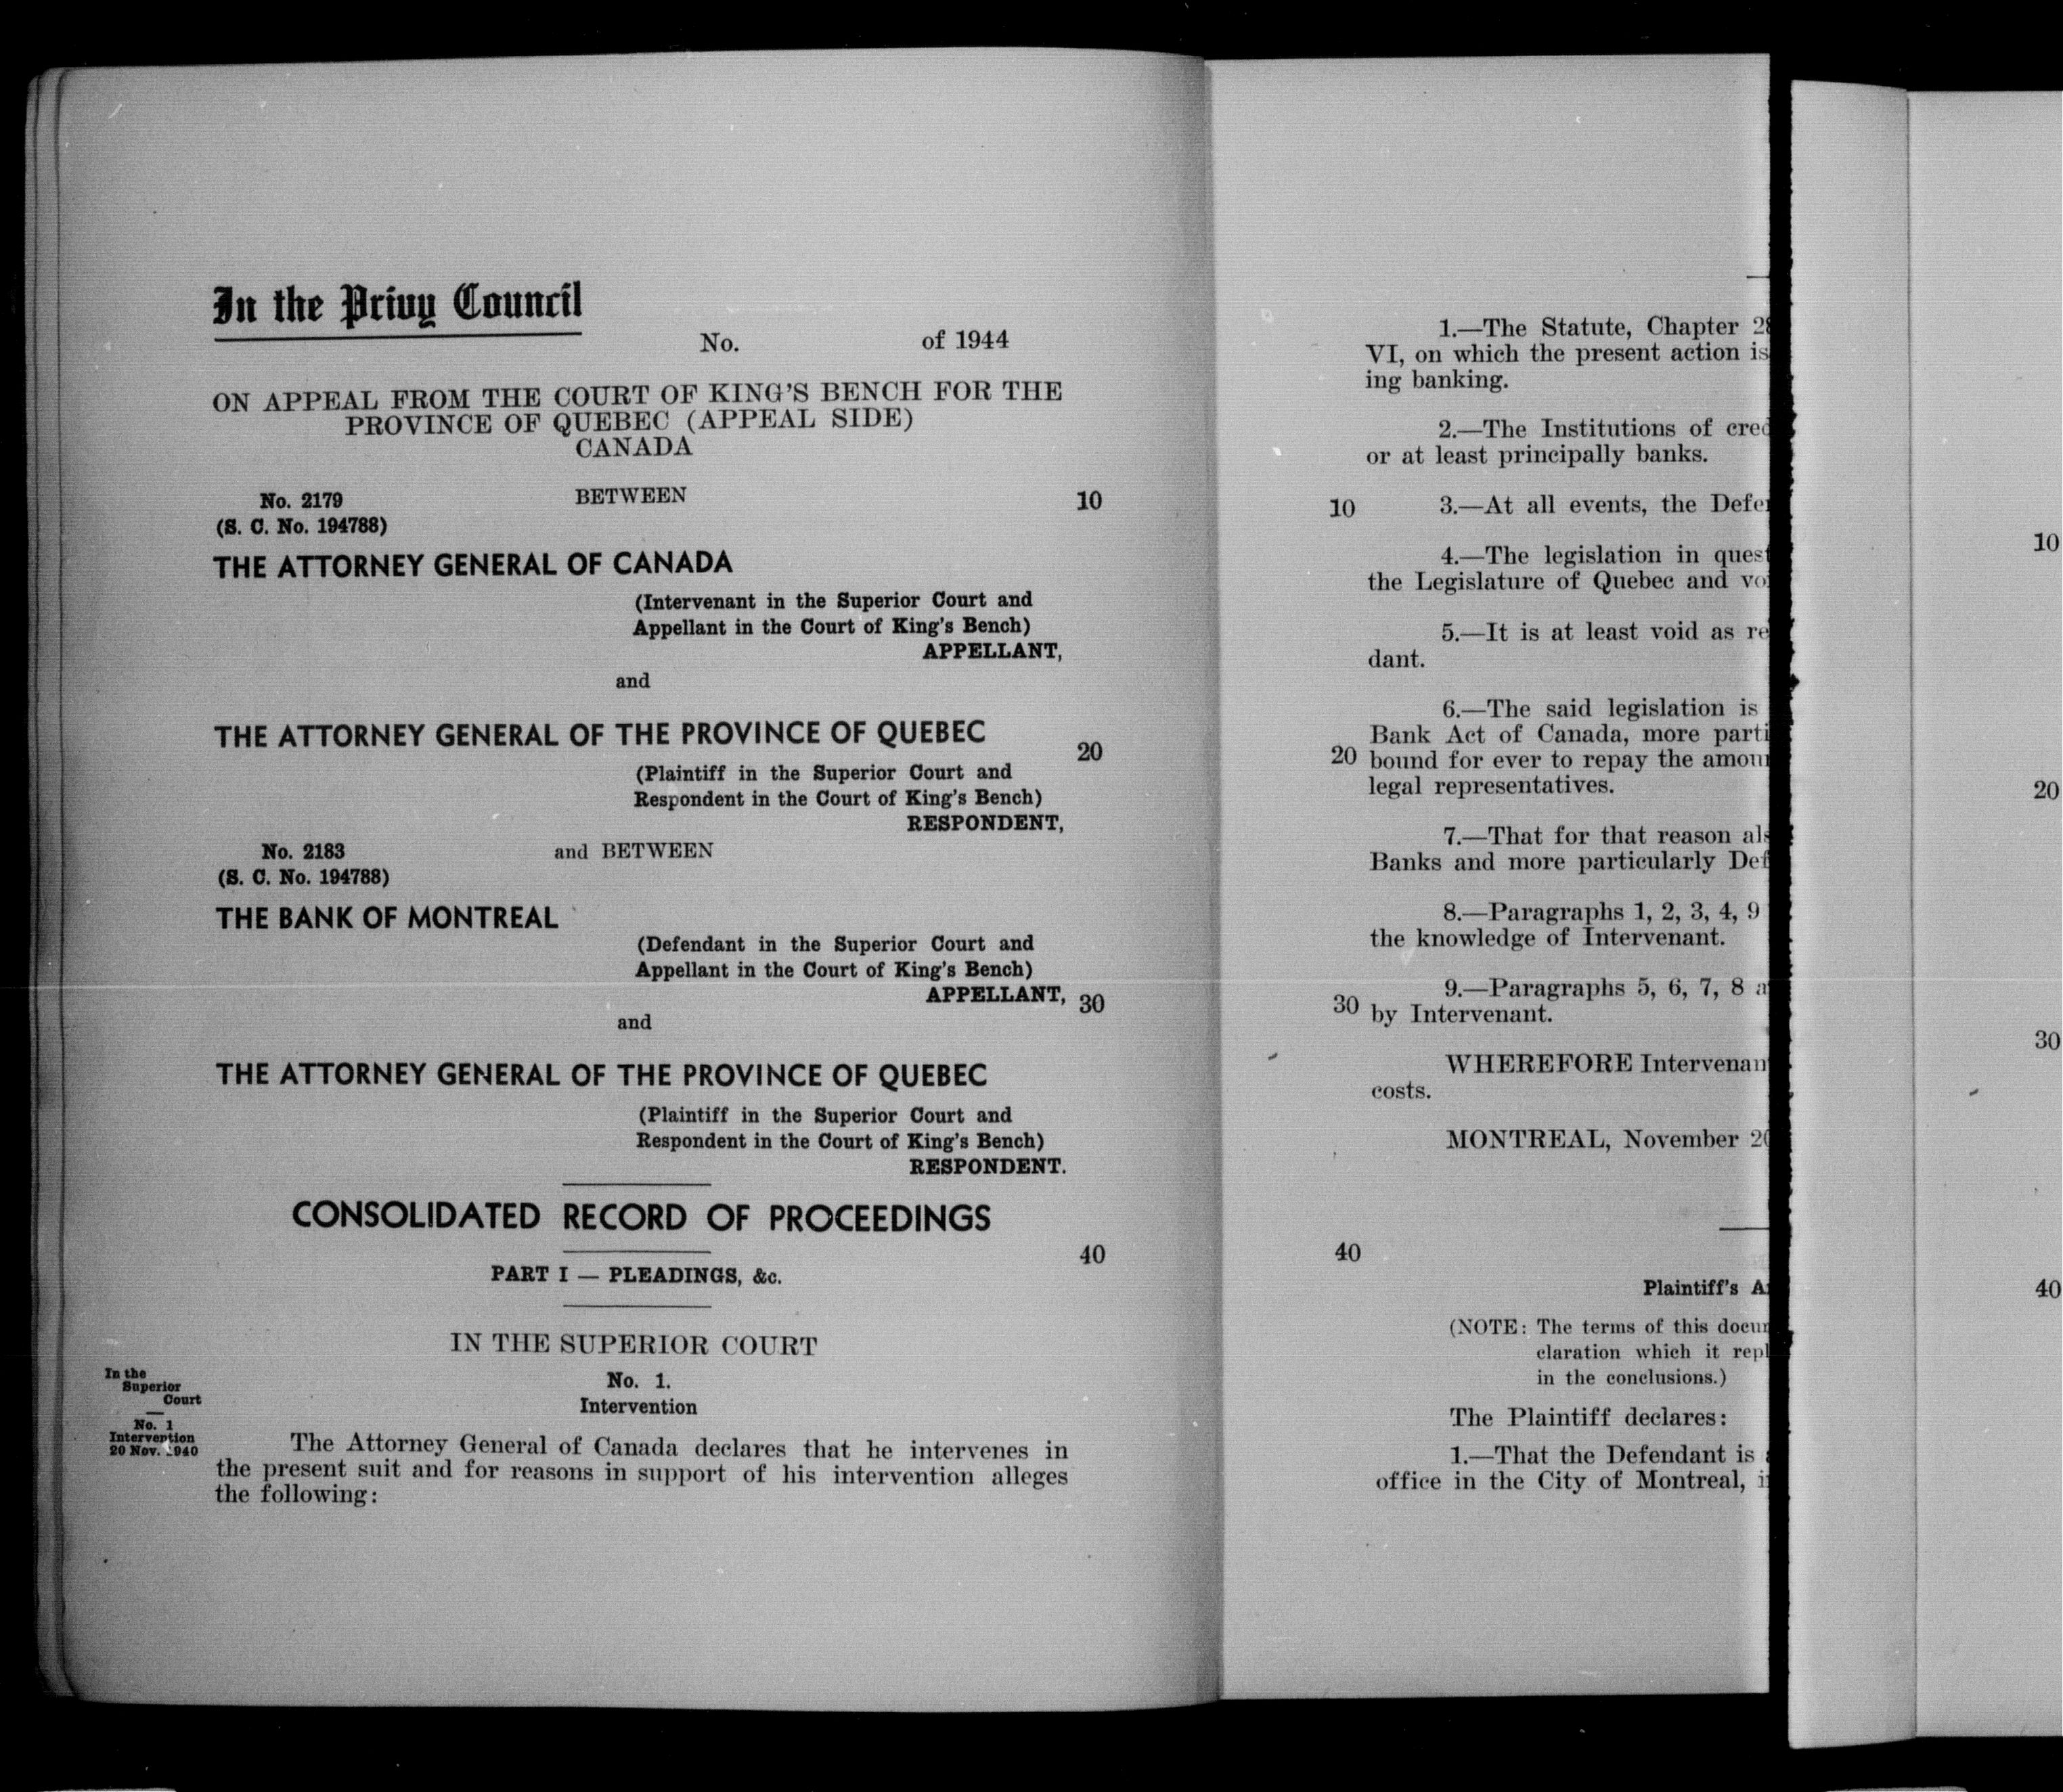 In the Privy Council
No. of 1944
ON APPEAL FROM THE COURT OF KING'S BENCH FOR THE
PROVINCE OF QUEBEC (APPEAL SIDE)
CANADA
No. 2179 BETWEEN 10
(S. C. No. 194788)
THE ATTORNEY GENERAL OF CANADA
(Intervenant in the Superior Court and
Appellant in the Court of King's Bench)
APPELLANT,
and
THE ATTORNEY GENERAL OF THE PROVINCE OF QUEBEC
20
(Plaintiff in the Superior Court and
Respondent in the Court of King's Bench)
RESPONDENT,
No. 2183 and BETWEEN
(S. C. No. 194788)
THE BANK OF MONTREAL
(Defendant in the Superior Court and
Appellant in the Court of King's Bench)
APPELLANT, 30
and
THE ATTORNEY GENERAL OF THE PROVINCE OF QUEBEC
(Plaintiff in the Superior Court and
Respondent in the Court of King's Bench)
RESPONDENT.
CONSOLIDATED RECORD OF PROCEEDINGS
40
PART I — PLEADINGS, &c.
IN THE SUPERIOR COURT
In the
Superior
Court
No. 1
Intervention
20 Nov. 1940
No. 1.
Intervention
The Attorney General of Canada declares that he intervenes in
the present suit and for reasons in support of his intervention alleges
the following:
1.—The Statute, Chapter
VI, on which the present action is
ing banking.
2.—The Institutions of
or at least principally banks.
10 3.—At all events, the
4.—The legislation in
the Legislature of Quebec and
5.—It is at least void as
dant.
6.—The said legislation is
Bank Act of Canada, more
20 bound for ever to repay the
legal representatives.
7.—That for that reason
Banks and more particularly
8.—Paragraphs 1, 2, 3, 4, 9
the knowledge of Intervenant.
9.—Paragraphs 5, 6, 7, 8
30 by Intervenant.
WHEREFORE
costs.
MONTREAL, November
40
Plaintiff's
(NOTE: The terms of this
claration which it
in the conclusions.)
The Plaintiff declares:
1.—That the Defendant is
office in the City of Montreal,
10
20
30
40